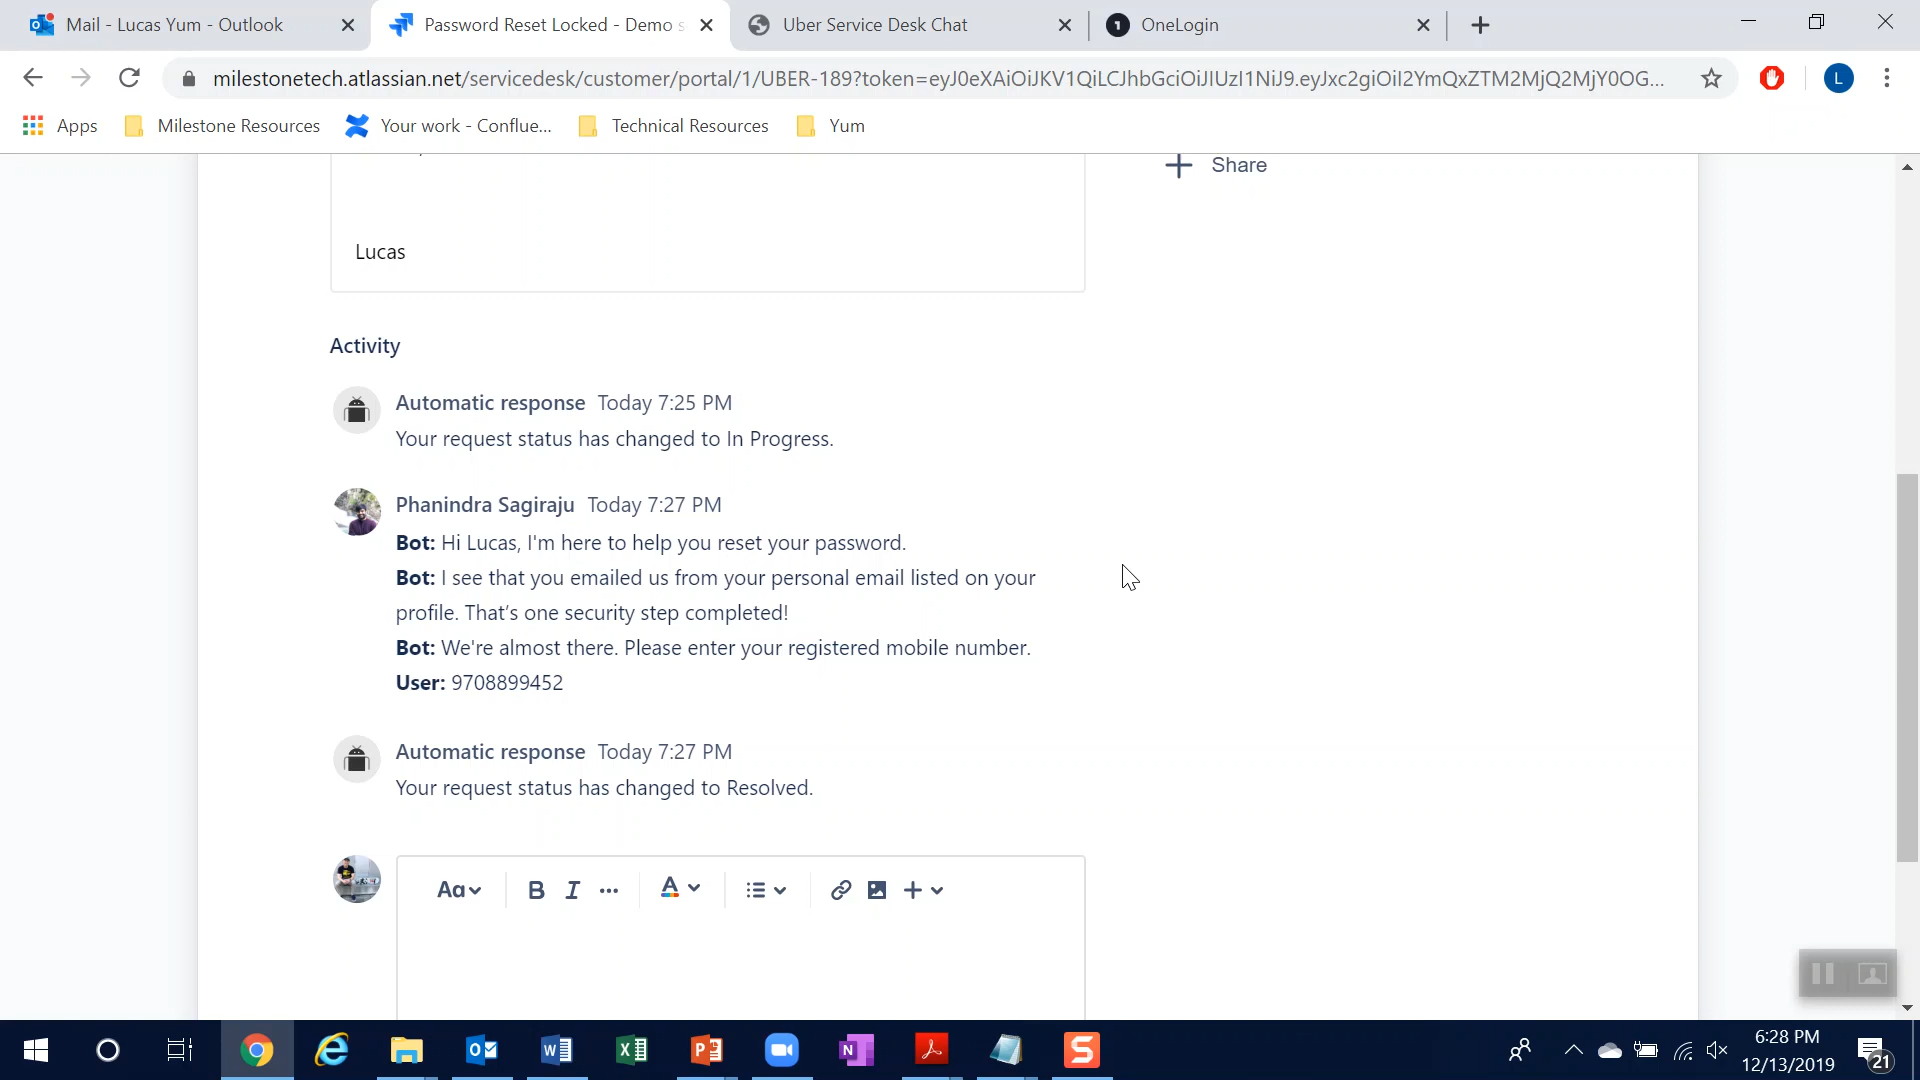 Mail - Lucas Yum - Outlook
Password Reset Locked - Demo s
Uber Service Desk Chat
OneLogin
milestonetech.atlassian.net/servicedesk/customer/portal/1/UBER-189?token=eyJ0eXAiOiJKV1QiLCJhbGciOiJIUzI1NiJ9.eyJxc2giOiI2YmQxZTM2MjQ2MjY0OG...
L
Apps
Milestone Resources
Your work - Conflue...
Technical Resources
Yum
Share
Lucas
Activity
Automatic response Today 7:25 PM
Your request status has changed to In Progress.
Phanindra Sagiraju Today 7:27 PM
Bot: Hi Lucas, I'm here to help you reset your password.
Bot: I see that you emailed us from your personal email listed on your
profile. That's one security step completed!
Bot: We're almost there. Please enter your registered mobile number.
User: 9708899452
Automatic response Today 7:27 PM
Your request status has changed to Resolved.
Aa
B I ... A
6:28 PM
12/13/2019
21